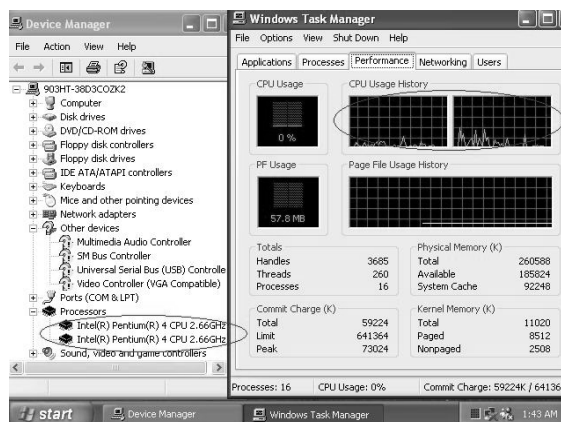 Device Manager
File Action View Help
903HT-38D3COZK2
Computer
Disk drives
DVD/CD-ROM drives
Floppy disk controllers
Floppy disk drives
IDE ATA/ATAPI controllers
Keyboards
Mice and other pointing devices
Network adapters
Other devices
Multimedia Audio Controller
SM Bus Controller
Universal Serial Bus (USB) Controlle
Video Controller (VGA Compatible)
Ports (COM & LPT)
Processors
Intel(R) Pentium(R) 4 CPU 2.66GHz
Intel(R) Pentium(R) 4 CPU 2.66GHz
Sound, video and game controllers
Windows Task Manager
File Options View Shut Down Help
Applications Processes Performance Networking Users
CPU Usage CPU Usage History
0 %
PF Usage Page File Usage History
57.8 MB
Totals Physical Memory (K)
Handles 3685 Total 260588
Threads 260 Available 185824
Processes 16 System Cache 92248
Commit Charge (K) Kernel Memory (K)
Total 59224 Total 11020
Limit 641364 Paged 8512
Peak 73024 Nonpaged 2508
Processes: 16 CPU Usage: 0% Commit Charge: 59224K / 64136
start Device Manager Windows Task Manager 1:43 AM